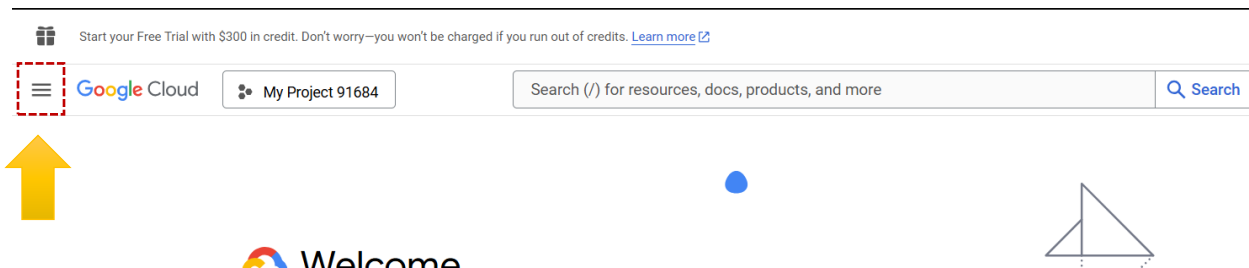 Start your Free Trial with $300 in credit. Don't worry—you won't be charged if you run out of credits. Learn more
Google Cloud My Project 91684 Search (/) for resources, docs, products, and more Search
Welcome